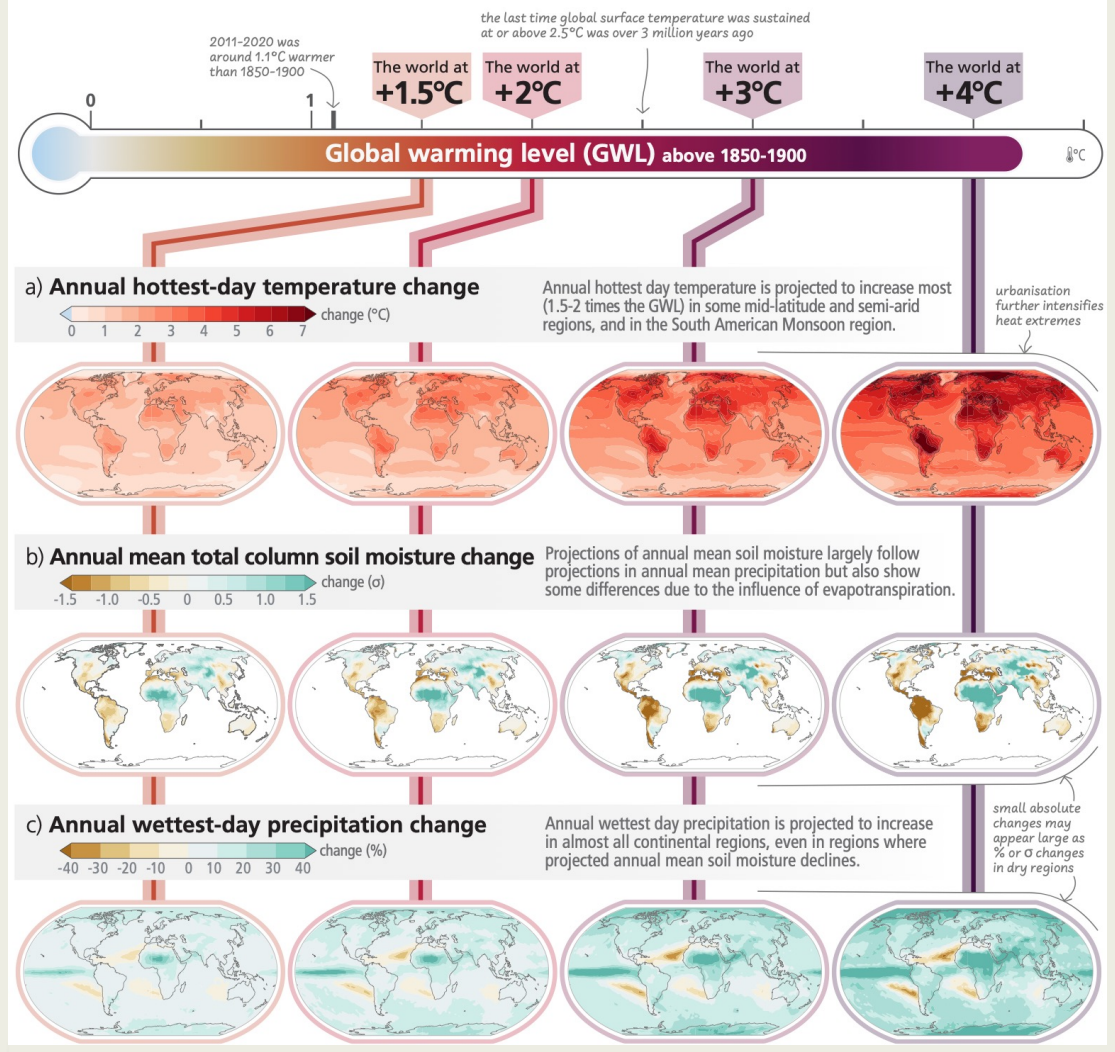 the last time global surface temperature was sustained
at or above 2.5°C was over 3 million years ago
2011-2020 was
around 1.1°C warmer
than 1850-1900
The world at
+1.5°C
The world at
+2°C
The world at
+3°C
The world at
+4°C
0
1
Global warming level (GWL) above 1850-1900
°C
a) Annual hottest-day temperature change
change (°C)
0 1 2 3 4 5 6 7
Annual hottest day temperature is projected to increase most
(1.5-2 times the GWL) in some mid-latitude and semi-arid
regions, and in the South American Monsoon region.
urbanisation
further intensifies
heat extremes
b) Annual mean total column soil moisture change
change (σ)
-1.5 -1.0 -0.5 0 0.5 1.0 1.5
Projections of annual mean soil moisture largely follow
projections in annual mean precipitation but also show
some differences due to the influence of evapotranspiration.
c) Annual wettest-day precipitation change
change (%)
-40 -30 -20 -10 0 10 20 30 40
Annual wettest day precipitation is projected to increase
in almost all continental regions, even in regions where
projected annual mean soil moisture declines.
small absolute
changes may
appear large as
% or σ changes
in dry regions